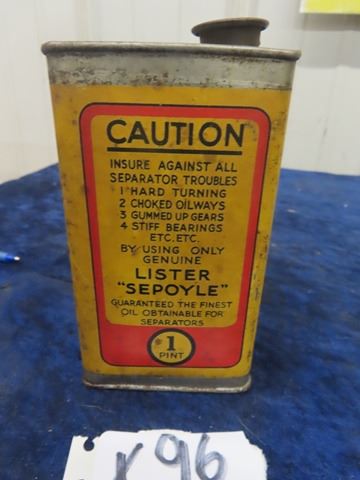 CAUTION
INSURE AGAINST ALL
SEPARATOR TROUBLES
1 HARD TURNING
2 CHOKED OILWAYS
3 GUMMED UP GEARS
4 STIFF BEARINGS
ETC. ETC.
BY USING ONLY
GENUINE
LISTER
"SEPOYLE"
GUARANTEED THE FINEST
OIL OBTAINABLE FOR
SEPARATORS
1
PINT
X96